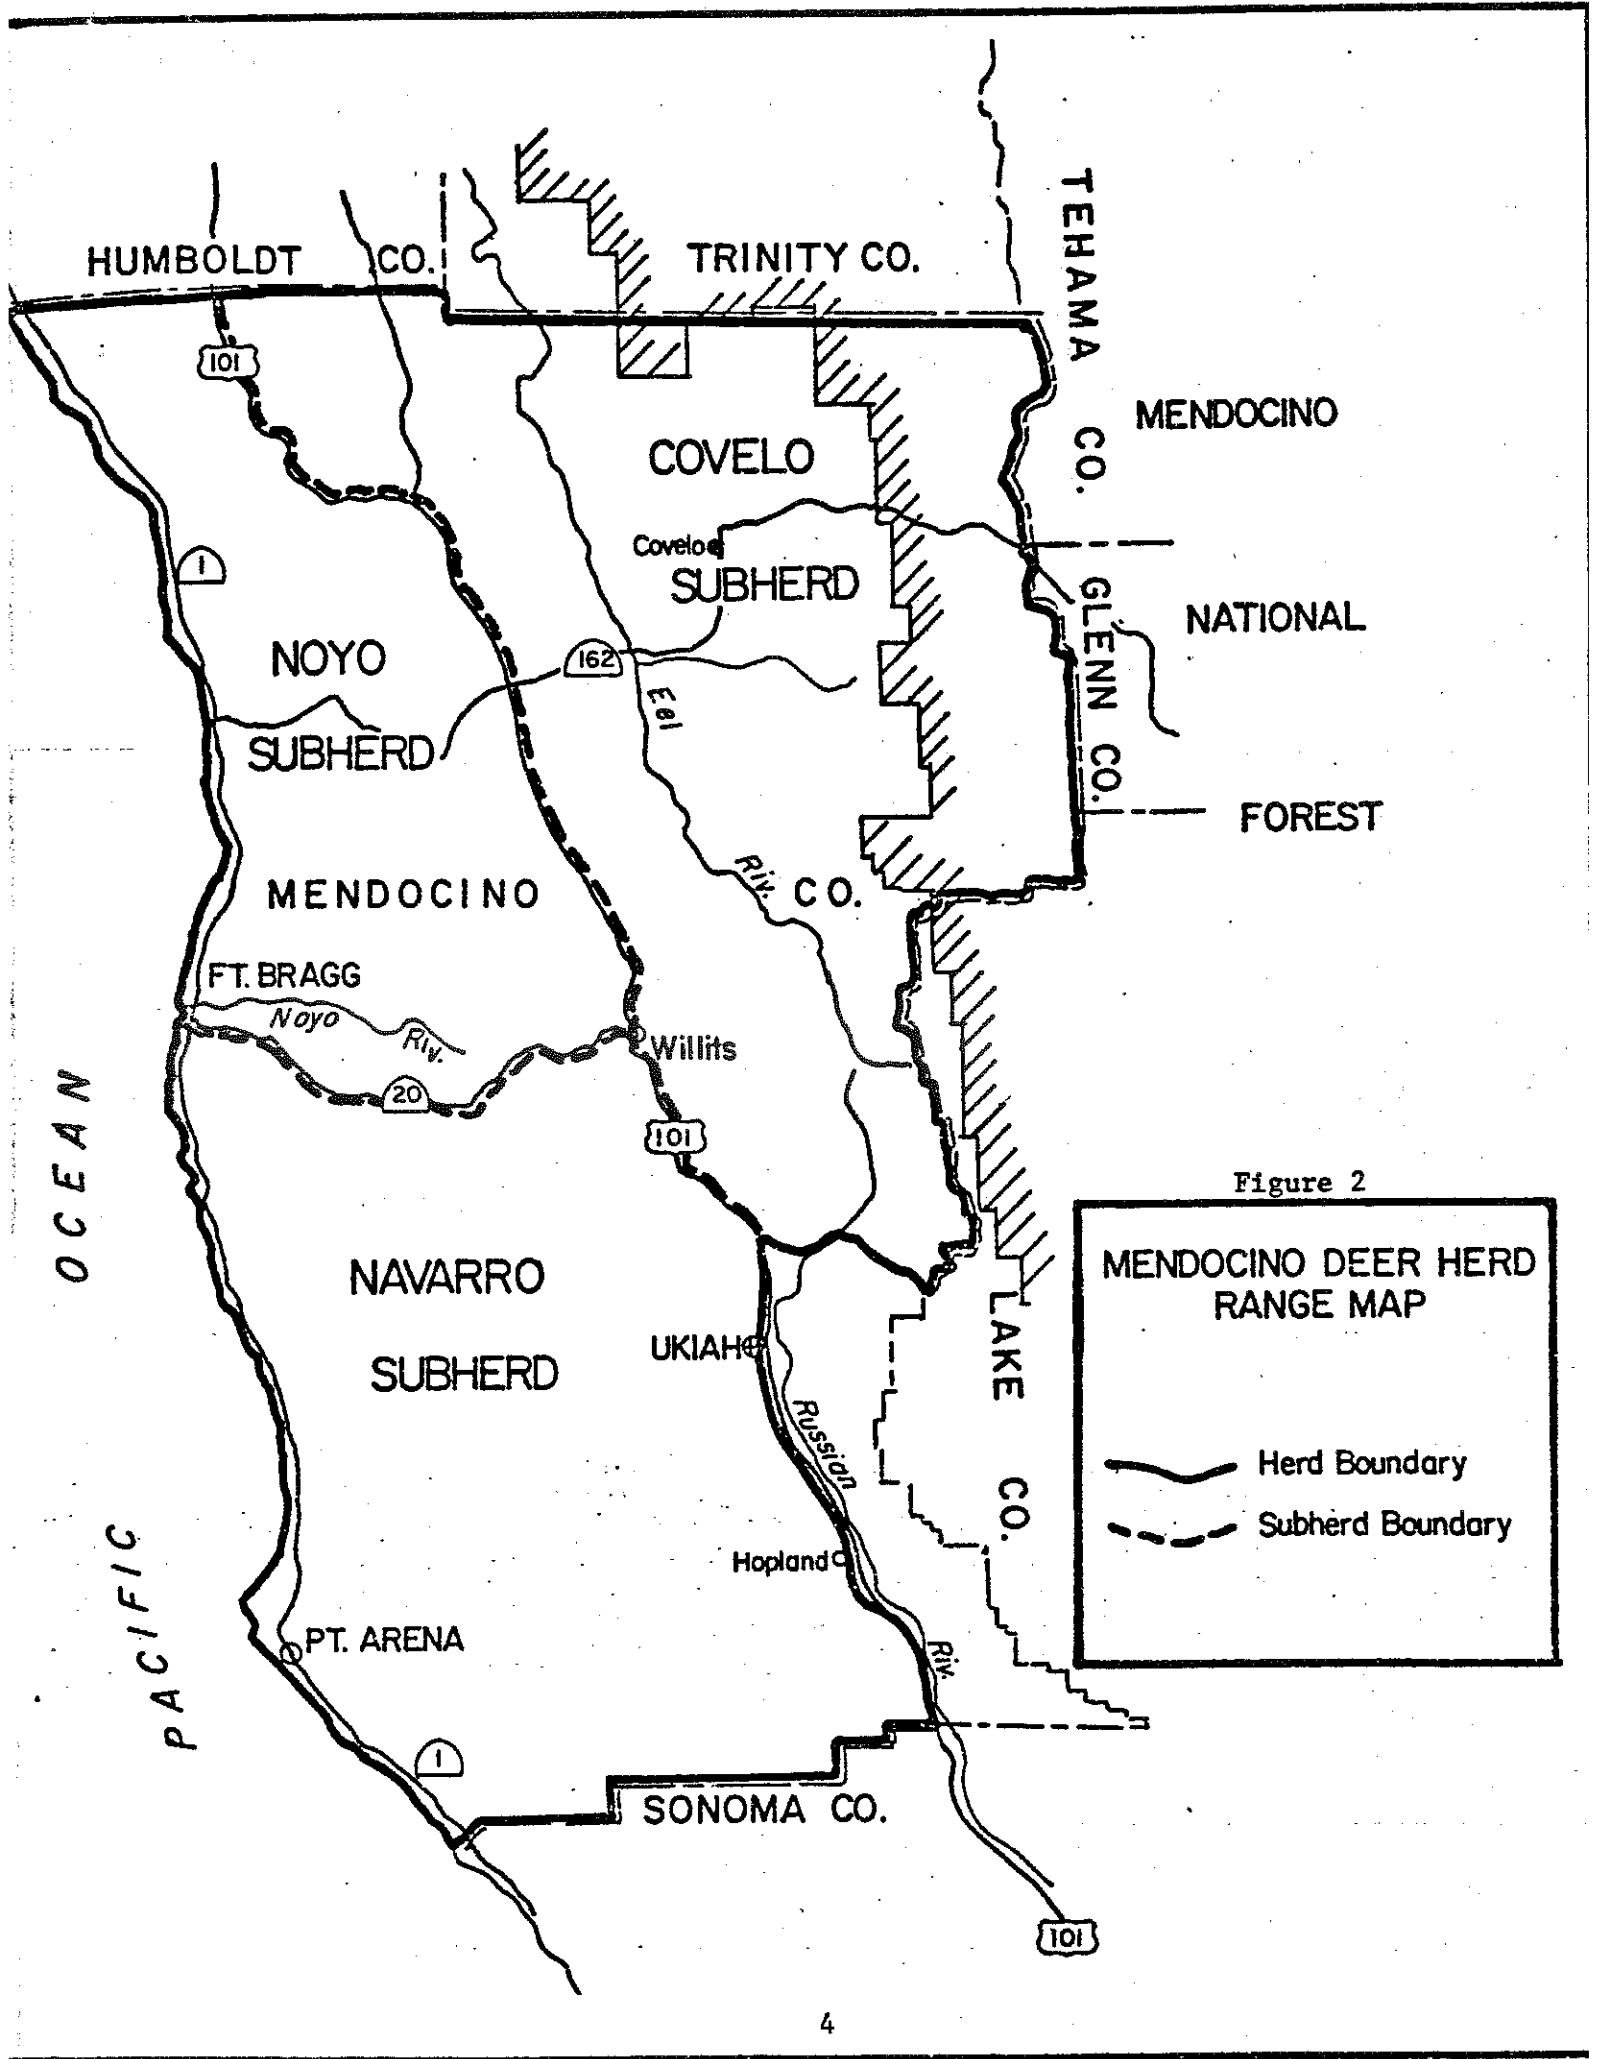 HUMBOLDT CO.
TRINITY CO.
TEHAMA CO.
101
MENDOCINO
COVELO
Covelo
SUBHERD
1
GLENN CO.
NATIONAL
NOYO
162
SUBHERD
Eel
FOREST
Riv.
MENDOCINO CO.
FT. BRAGG
Noyo
Riv.
Willits
20
101
PACIFIC OCEAN
Figure 2
MENDOCINO DEER HERD
RANGE MAP
NAVARRO
SUBHERD
UKIAH
LAKE CO.
Russian
Herd Boundary
Subherd Boundary
Hopland
PT. ARENA
Riv.
1
SONOMA CO.
101
4